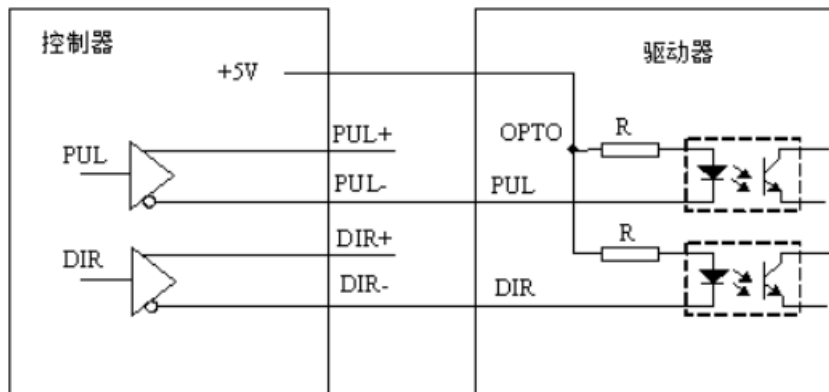 控制器
驱动器
+5V
OPTO
R
PUL
PUL+
PUL-
PUL
R
DIR
DIR+
DIR-
DIR